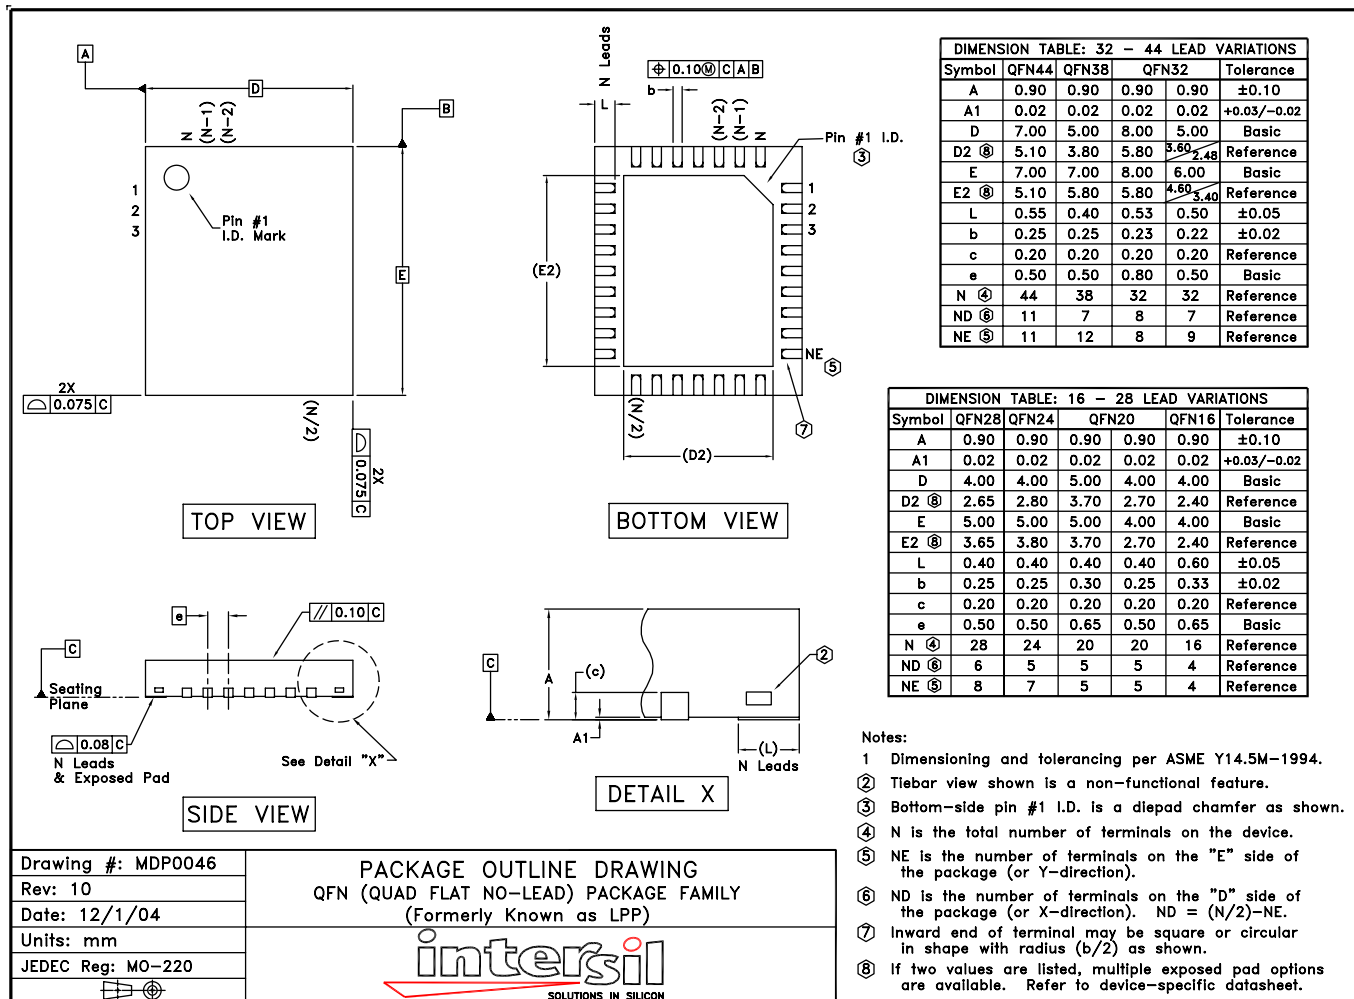 A
D
N
(N-1)
(N-2)
B
1
2
3
Pin #1
I.D. Mark
E
2X
⌓ 0.075 C
(N/2)
⌓ 0.075 C
2X
TOP VIEW
N Leads
L
⌖ 0.10Ⓜ C A B
b
(N-2)
(N-1)
N
Pin #1 I.D.
3
1
2
3
(E2)
NE
5
(N/2)
7
(D2)
BOTTOM VIEW
e
// 0.10 C
C
Seating
Plane
⌓ 0.08 C
N Leads
& Exposed Pad
See Detail "X"
SIDE VIEW
C
A
(c)
2
A1
(L)
N Leads
DETAIL X
DIMENSION TABLE: 32 - 44 LEAD VARIATIONS
Symbol QFN44 QFN38 QFN32 Tolerance
A 0.90 0.90 0.90 0.90 ±0.10
A1 0.02 0.02 0.02 0.02 +0.03/-0.02
D 7.00 5.00 8.00 5.00 Basic
D2 8 5.10 3.80 5.80 3.60/2.48 Reference
E 7.00 7.00 8.00 6.00 Basic
E2 8 5.10 5.80 5.80 4.60/3.40 Reference
L 0.55 0.40 0.53 0.50 ±0.05
b 0.25 0.25 0.23 0.22 ±0.02
c 0.20 0.20 0.20 0.20 Reference
e 0.50 0.50 0.80 0.50 Basic
N 4 44 38 32 32 Reference
ND 6 11 7 8 7 Reference
NE 5 11 12 8 9 Reference
DIMENSION TABLE: 16 - 28 LEAD VARIATIONS
Symbol QFN28 QFN24 QFN20 QFN16 Tolerance
A 0.90 0.90 0.90 0.90 0.90 ±0.10
A1 0.02 0.02 0.02 0.02 0.02 +0.03/-0.02
D 4.00 4.00 5.00 4.00 4.00 Basic
D2 8 2.65 2.80 3.70 2.70 2.40 Reference
E 5.00 5.00 5.00 4.00 4.00 Basic
E2 8 3.65 3.80 3.70 2.70 2.40 Reference
L 0.40 0.40 0.40 0.40 0.60 ±0.05
b 0.25 0.25 0.30 0.25 0.33 ±0.02
c 0.20 0.20 0.20 0.20 0.20 Reference
e 0.50 0.50 0.65 0.50 0.65 Basic
N 4 28 24 20 20 16 Reference
ND 6 6 5 5 5 4 Reference
NE 5 8 7 5 5 4 Reference
Notes:
1 Dimensioning and tolerancing per ASME Y14.5M-1994.
2 Tiebar view shown is a non-functional feature.
3 Bottom-side pin #1 I.D. is a diepad chamfer as shown.
4 N is the total number of terminals on the device.
5 NE is the number of terminals on the "E" side of
the package (or Y-direction).
6 ND is the number of terminals on the "D" side of
the package (or X-direction). ND = (N/2)-NE.
7 Inward end of terminal may be square or circular
in shape with radius (b/2) as shown.
8 If two values are listed, multiple exposed pad options
are available. Refer to device-specific datasheet.
Drawing #: MDP0046
Rev: 10
Date: 12/1/04
Units: mm
JEDEC Reg: MO-220
PACKAGE OUTLINE DRAWING
QFN (QUAD FLAT NO-LEAD) PACKAGE FAMILY
(Formerly Known as LPP)
intersil
SOLUTIONS IN SILICON